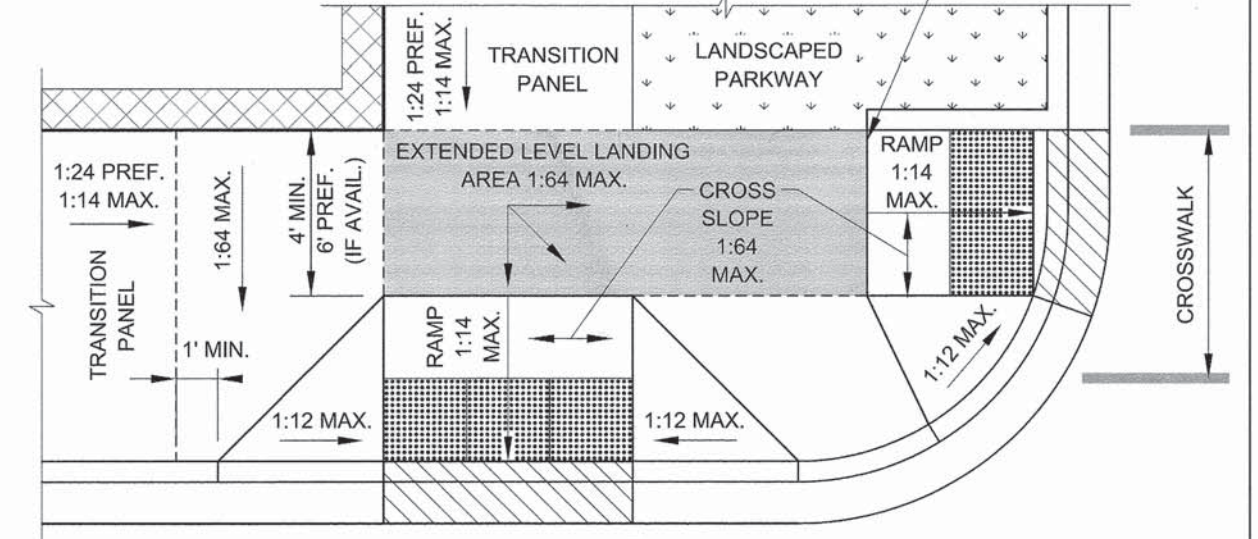 1:24 PREF.
1:14 MAX.
TRANSITION
PANEL
LANDSCAPED
PARKWAY
1:24 PREF.
1:14 MAX.
TRANSITION
PANEL
1:64 MAX.
1' MIN.
4' MIN.
6' PREF.
(IF AVAIL.)
EXTENDED LEVEL LANDING
AREA 1:64 MAX.
CROSS
SLOPE
1:64
MAX.
RAMP
1:14
MAX.
CROSSWALK
RAMP
1:14
MAX.
1:12 MAX.
1:12 MAX.
1:12 MAX.